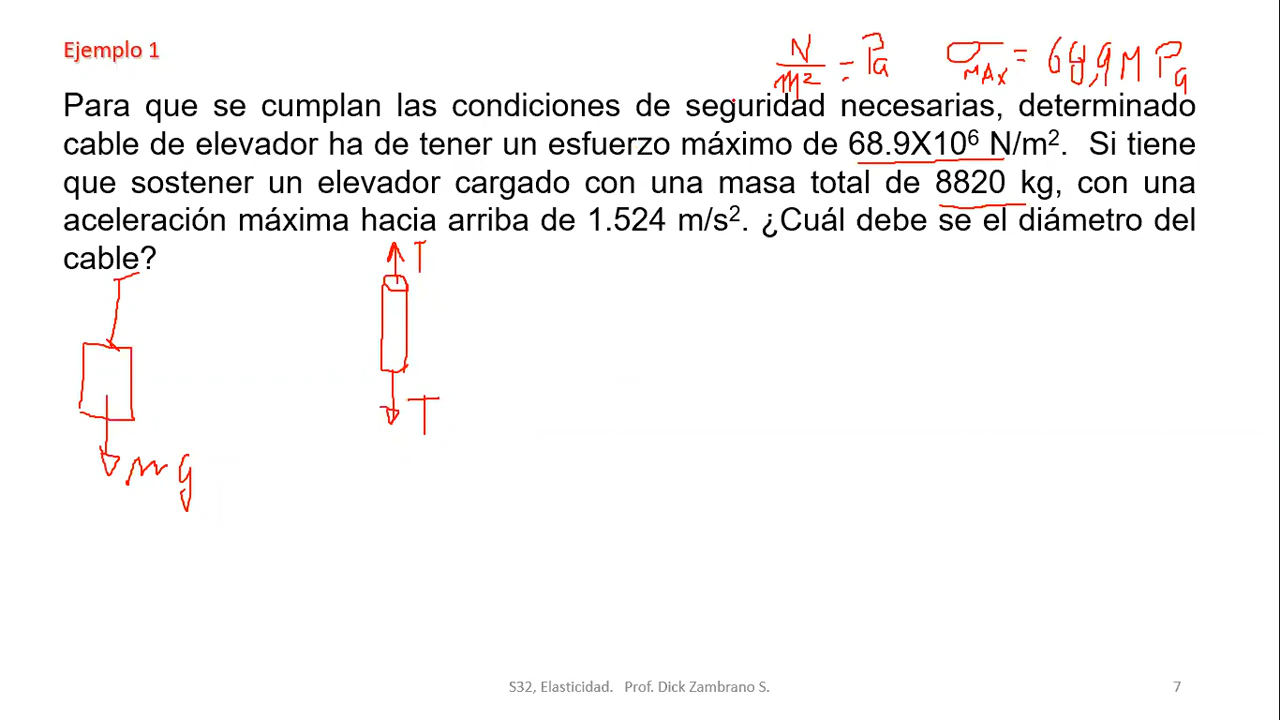 Ejemplo 1
N/m² = Pa
σ MAX = 68,9 M Pa
Para que se cumplan las condiciones de seguridad necesarias, determinado
cable de elevador ha de tener un esfuerzo máximo de 68.9X10⁶ N/m². Si tiene
que sostener un elevador cargado con una masa total de 8820 kg, con una
aceleración máxima hacia arriba de 1.524 m/s². ¿Cuál debe se el diámetro del
cable?
T
T
T
mg
S32, Elasticidad. Prof. Dick Zambrano S.
7